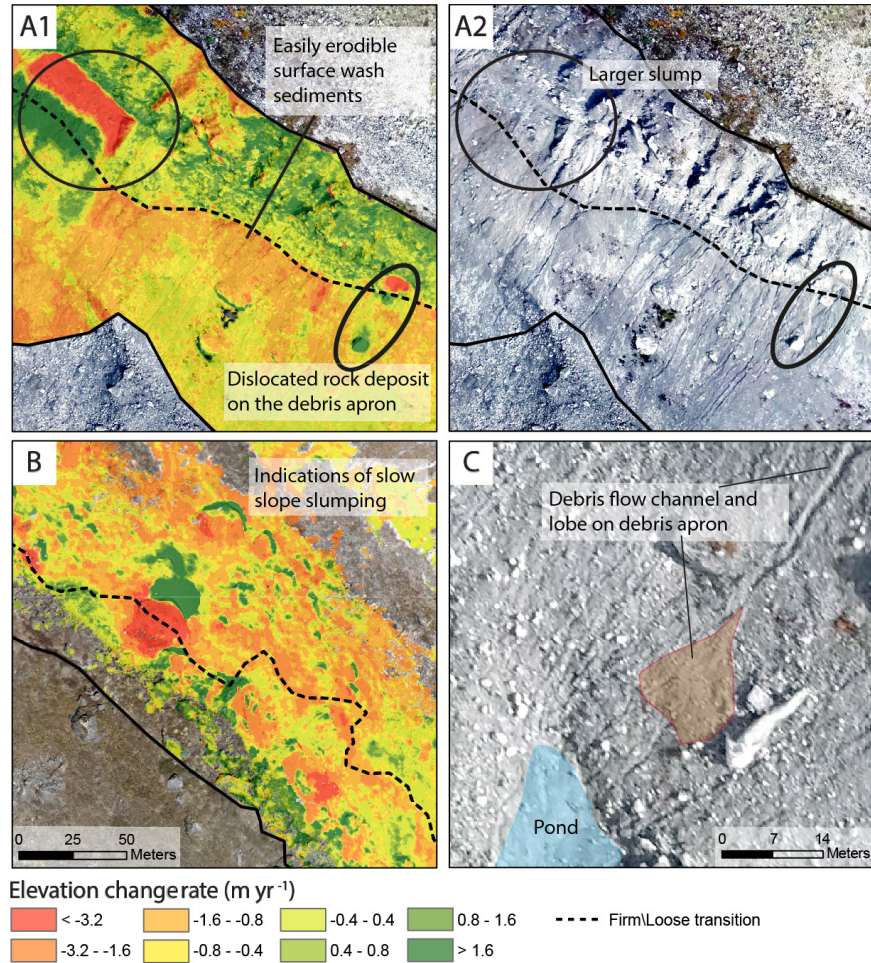 A1
Easily erodible
surface wash
sediments
Dislocated rock deposit
on the debris apron
A2
Larger slump
B
Indications of slow
slope slumping
0 25 50
Meters
C
Debris flow channel and
lobe on debris apron
Pond
0 7 14
Meters
Elevation change rate (m yr-1)
< -3.2
-1.6 - -0.8
-0.4 - 0.4
0.8 - 1.6
Firm\Loose transition
-3.2 - -1.6
-0.8 - -0.4
0.4 - 0.8
> 1.6